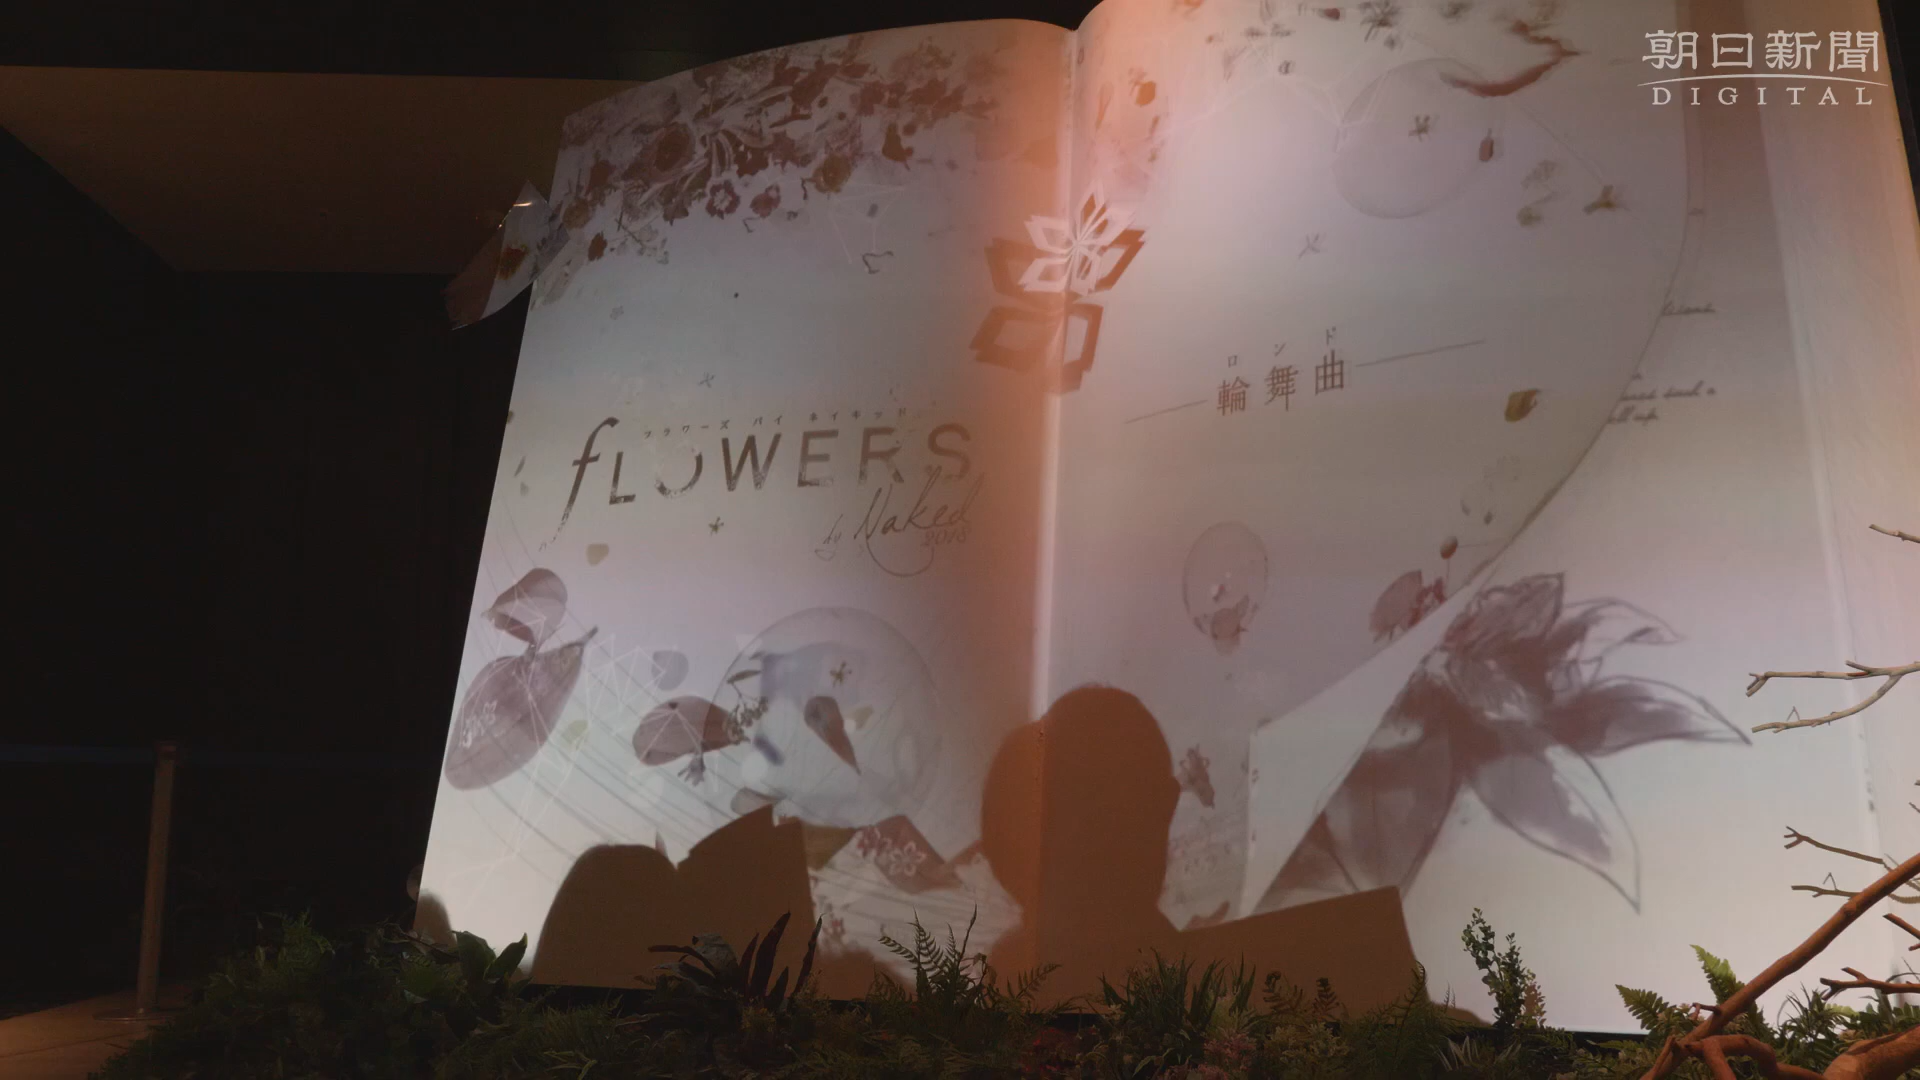 朝日新聞
DIGITAL
フラワーズ バイ ネイキッド
fLOWERS
by Naked
2018
ロンド
輪舞曲